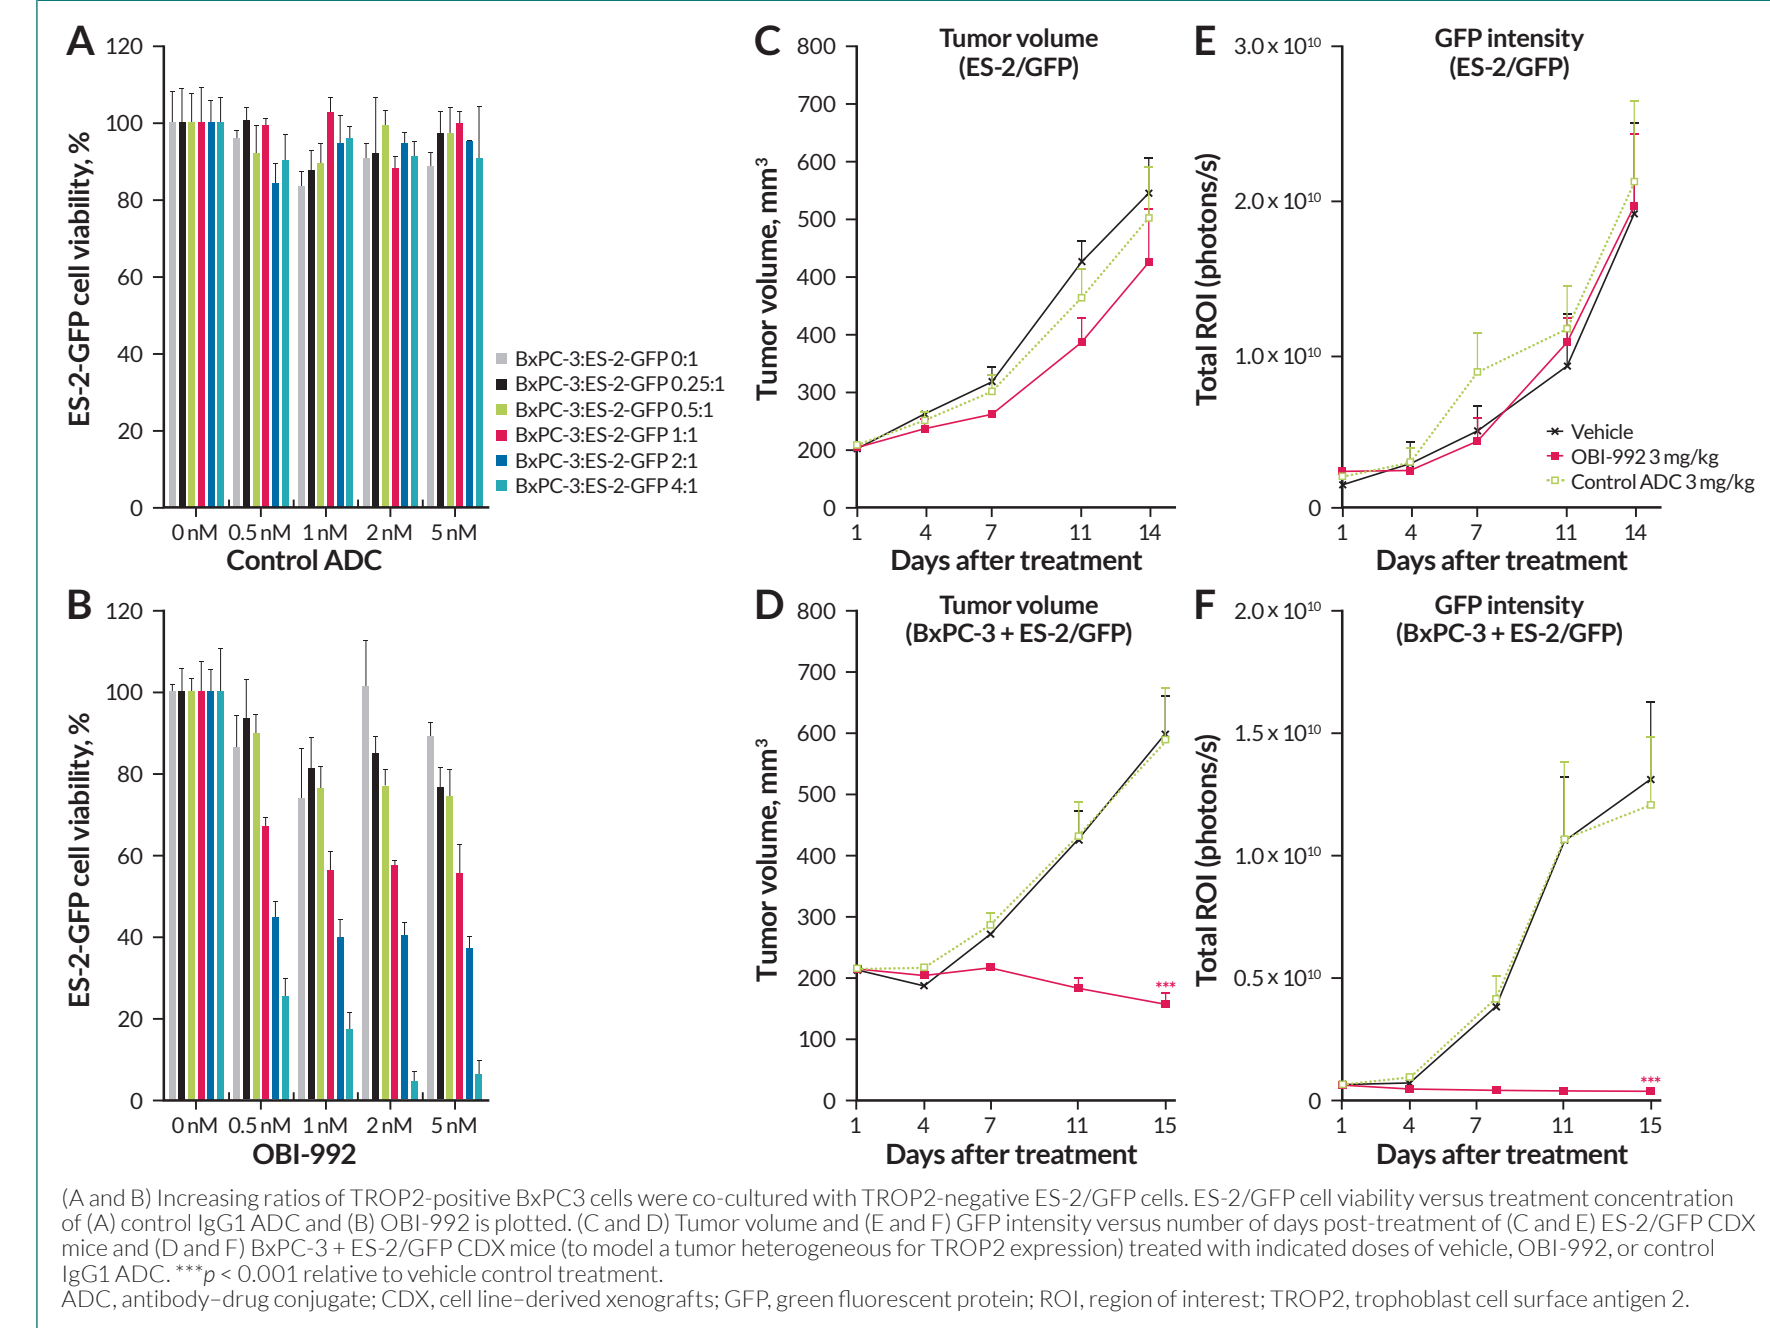 A
120
100
80
60
40
20
0
ES-2-GFP cell viability, %
0 nM 0.5 nM 1 nM 2 nM 5 nM
Control ADC
BxPC-3:ES-2-GFP 0:1
BxPC-3:ES-2-GFP 0.25:1
BxPC-3:ES-2-GFP 0.5:1
BxPC-3:ES-2-GFP 1:1
BxPC-3:ES-2-GFP 2:1
BxPC-3:ES-2-GFP 4:1
C
Tumor volume
(ES-2/GFP)
800
700
600
500
400
400
300
200
0
Tumor volume, mm³
1 4 7 11 14
Days after treatment
E
GFP intensity
(ES-2/GFP)
3.0 x 10¹⁰
2.0 x 10¹⁰
1.0 x 10¹⁰
0
Total ROI (photons/s)
Vehicle
OBI-992 3 mg/kg
Control ADC 3 mg/kg
1 4 7 11 14
Days after treatment
B
120
100
80
60
40
20
0
ES-2-GFP cell viability, %
0 nM 0.5 nM 1 nM 2 nM 5 nM
OBI-992
D
Tumor volume
(BxPC-3 + ES-2/GFP)
800
700
600
500
400
300
200
100
0
Tumor volume, mm³
***
1 4 7 11 15
Days after treatment
F
GFP intensity
(BxPC-3 + ES-2/GFP)
2.0 x 10¹⁰
1.5 x 10¹⁰
1.0 x 10¹⁰
0.5 x 10¹⁰
0
Total ROI (photons/s)
***
1 4 7 11 15
Days after treatment
(A and B) Increasing ratios of TROP2-positive BxPC3 cells were co-cultured with TROP2-negative ES-2/GFP cells. ES-2/GFP cell viability versus treatment concentration
of (A) control IgG1 ADC and (B) OBI-992 is plotted. (C and D) Tumor volume and (E and F) GFP intensity versus number of days post-treatment of (C and E) ES-2/GFP CDX
mice and (D and F) BxPC-3 + ES-2/GFP CDX mice (to model a tumor heterogeneous for TROP2 expression) treated with indicated doses of vehicle, OBI-992, or control
IgG1 ADC. ***p < 0.001 relative to vehicle control treatment.
ADC, antibody–drug conjugate; CDX, cell line–derived xenografts; GFP, green fluorescent protein; ROI, region of interest; TROP2, trophoblast cell surface antigen 2.